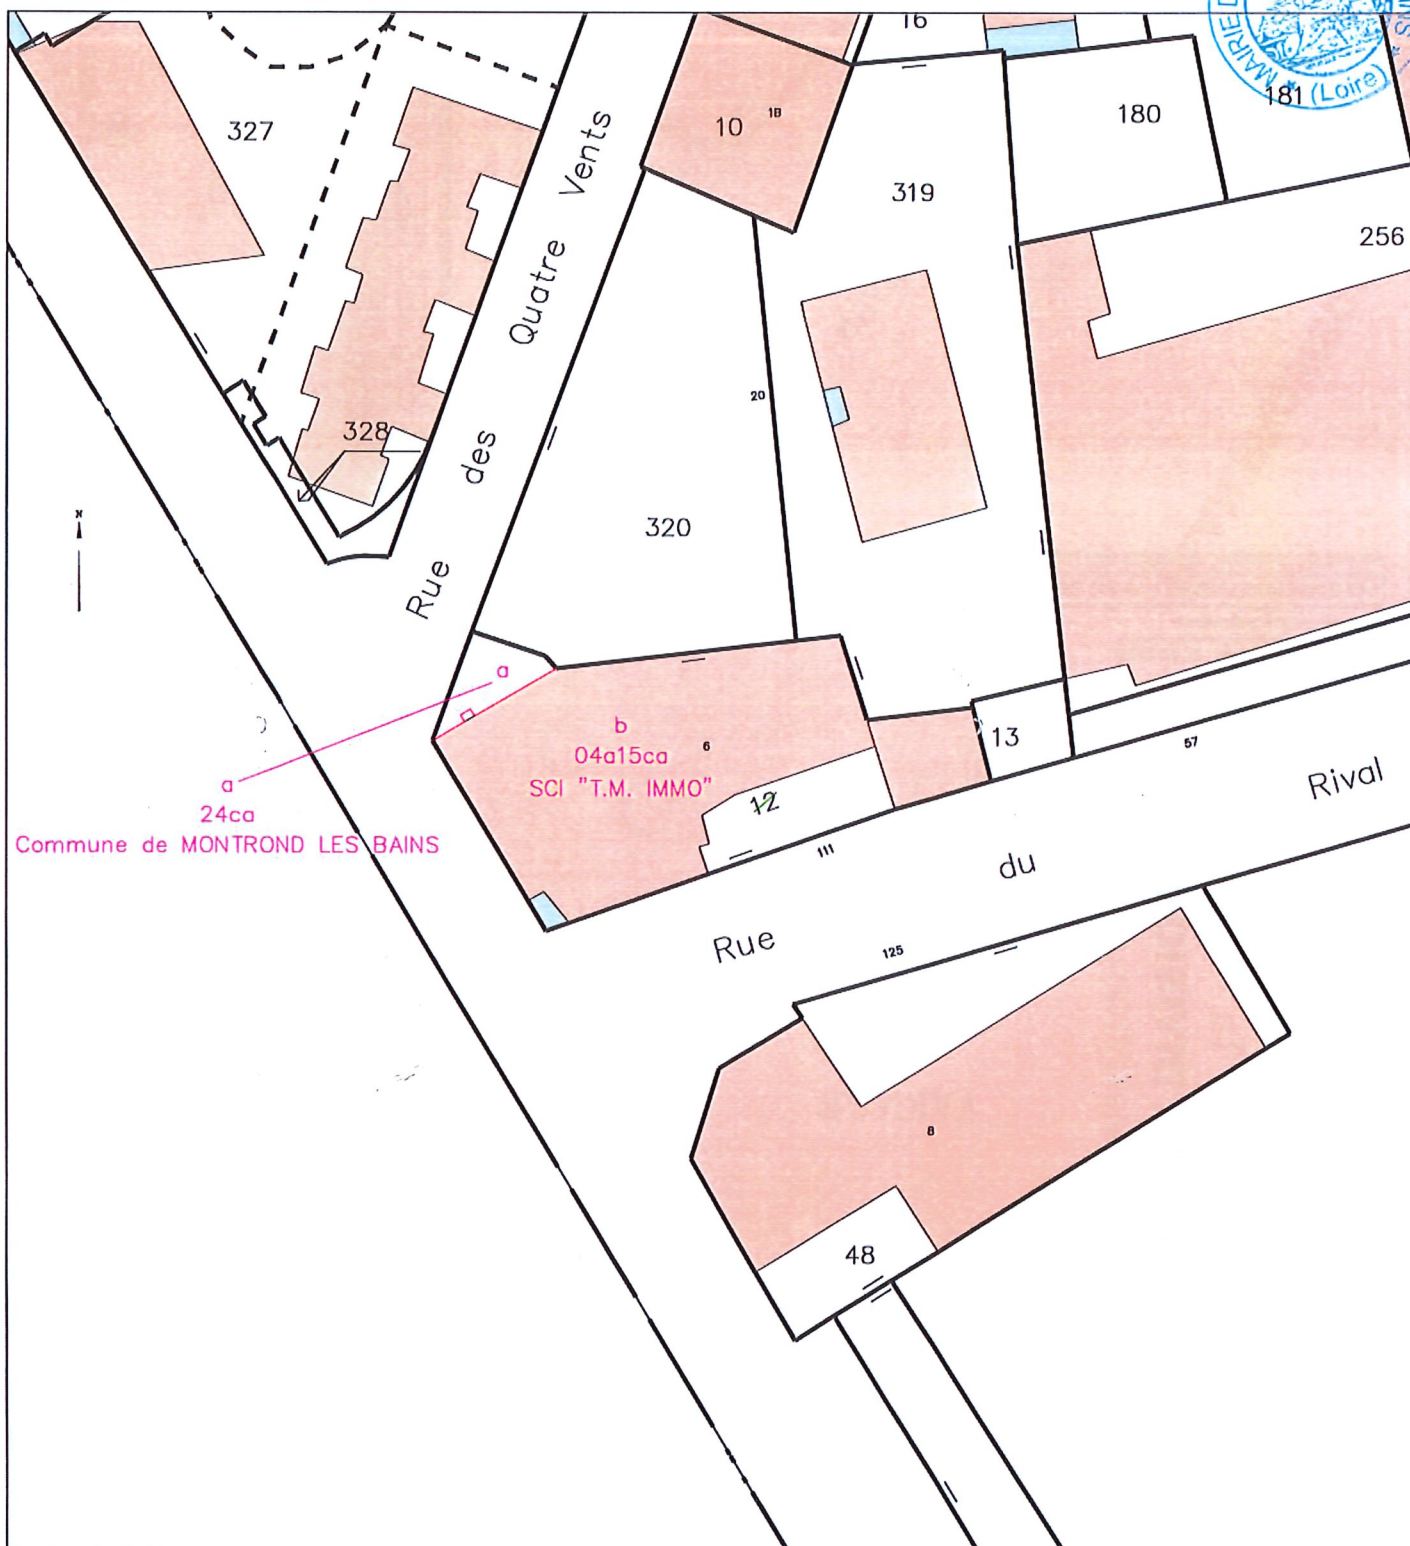 16
MAIRIE D
(Loire)
327
10
18
180
181
319
256
Rue des Quatre Vents
20
328
N
320
a
b
04a15ca
SCI "T.M. IMMO"
6
13
57
a
24ca
Commune de MONTROND LES BAINS
12
111
Rue du Rival
125
8
48